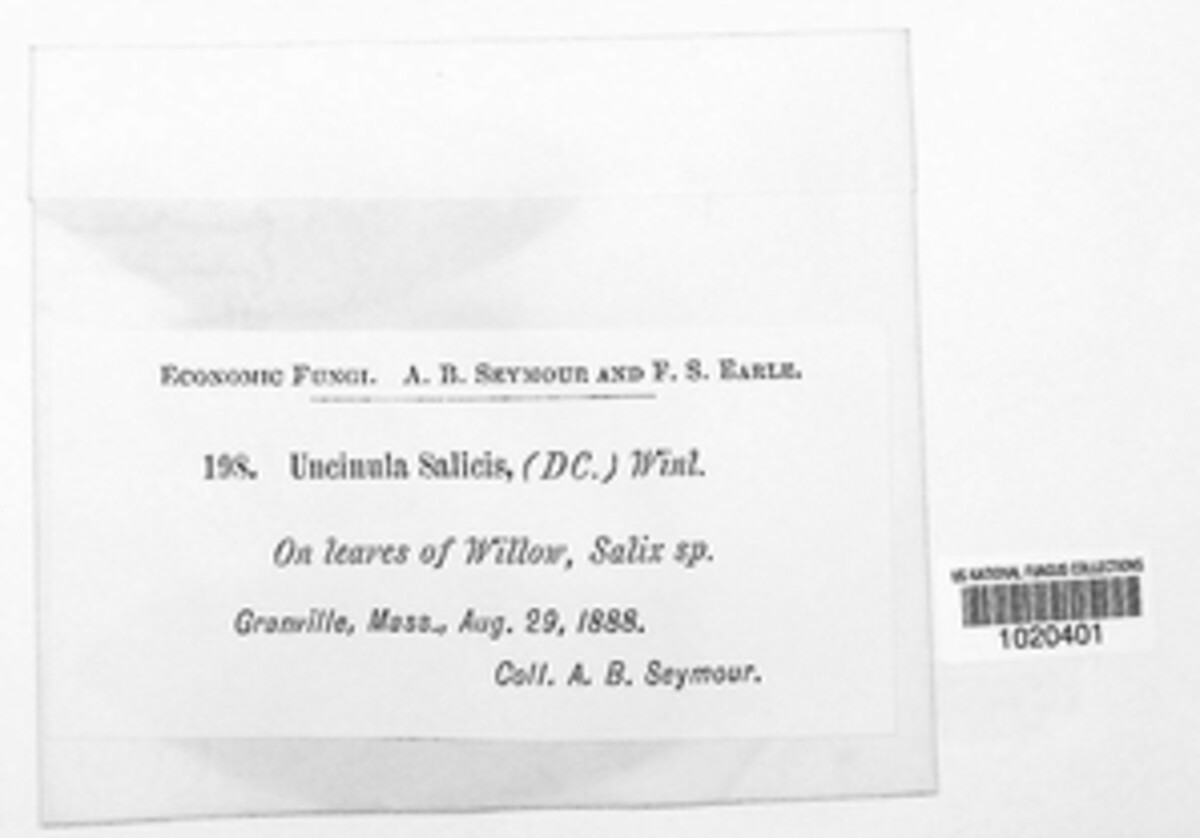 ECONOMIC FUNGI. A. B. SEYMOUR AND F. S. EARLE.
198. Uncinula Salicis, (DC.) Wint.
On leaves of Willow, Salix sp.
Granville, Mass., Aug. 29, 1888.
Coll. A. B. Seymour.
US NATIONAL FUNGUS COLLECTIONS
1020401